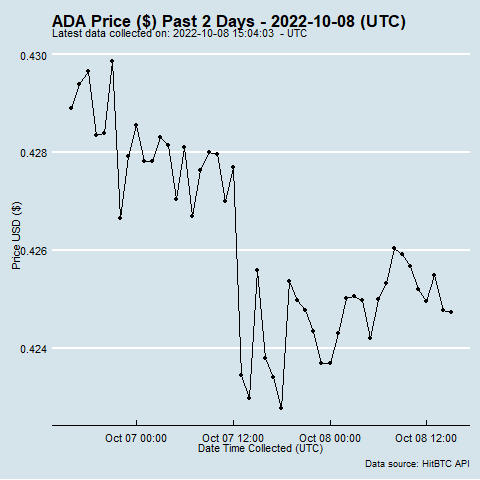 ADA Price ($) Past 2 Days - 2022-10-08 (UTC)
Latest data collected on: 2022-10-08 15:04:03 - UTC
0.430
0.428
0.426
0.424
Price USD ($)
Oct 07 00:00
Oct 07 12:00
Oct 08 00:00
Oct 08 12:00
Date Time Collected (UTC)
Data source: HitBTC API